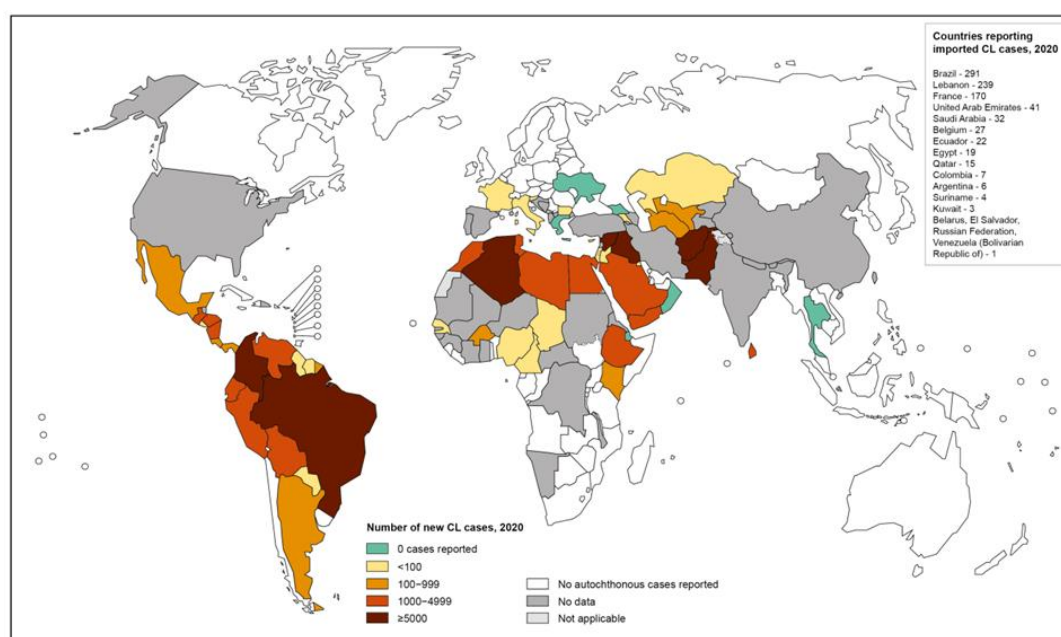 Countries reporting
imported CL cases, 2020
Brazil - 291
Lebanon - 239
France - 170
United Arab Emirates - 41
Saudi Arabia - 32
Belgium - 27
Ecuador - 22
Egypt - 19
Qatar - 15
Colombia - 7
Argentina - 6
Suriname - 4
Kuwait - 3
Belarus, El Salvador,
Russian Federation,
Venezuela (Bolivarian
Republic of) - 1
Number of new CL cases, 2020
0 cases reported
<100
100–999
1000–4999
≥5000
No autochthonous cases reported
No data
Not applicable